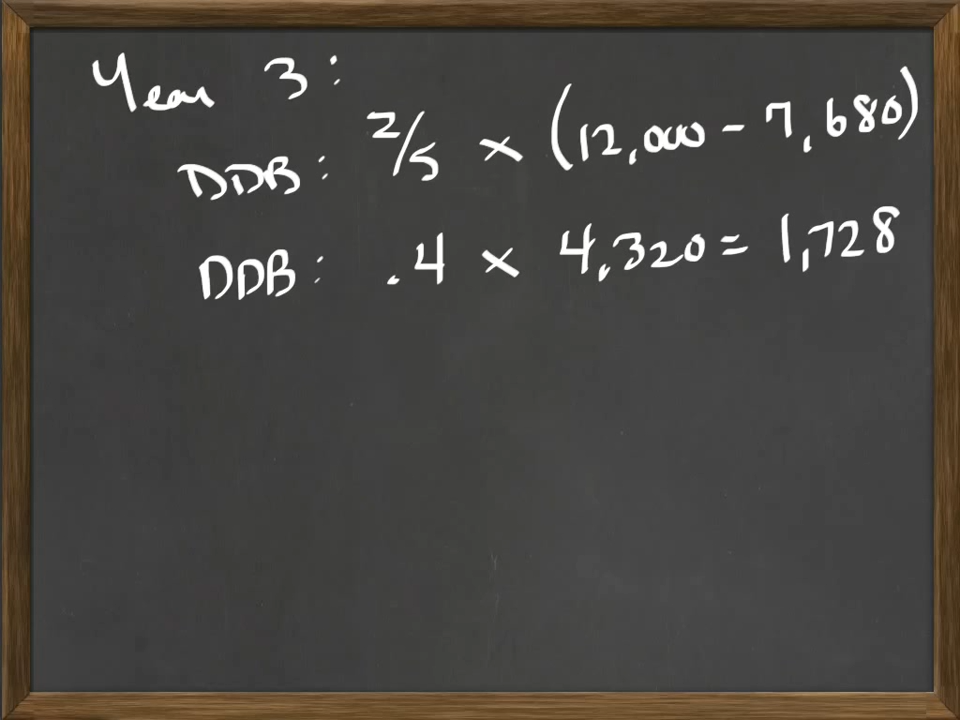 Year 3:
DDB: 2/5 × (12,000 - 7,680)
DDB: .4 × 4,320 = 1,728